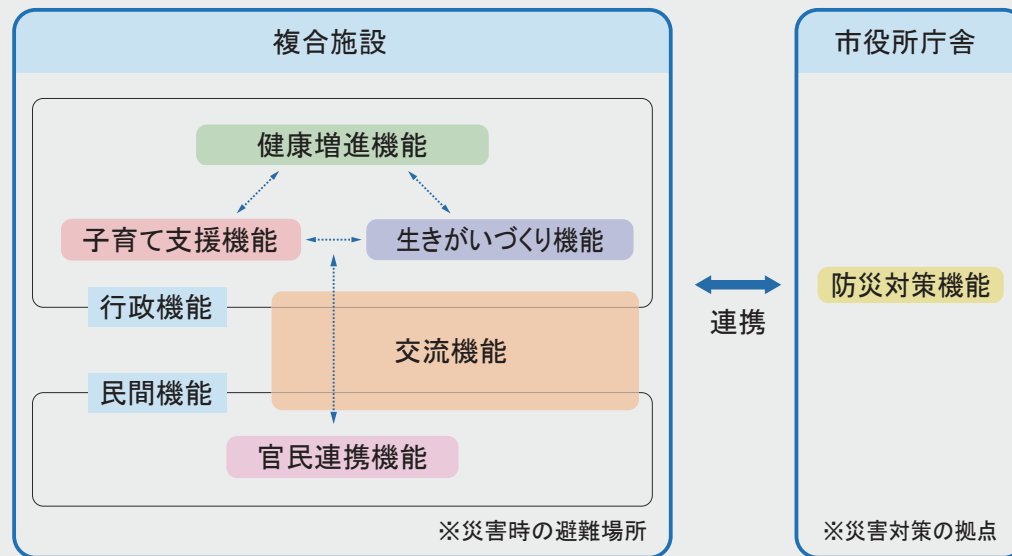 複合施設
健康増進機能
子育て支援機能
生きがいづくり機能
行政機能
交流機能
民間機能
官民連携機能
※災害時の避難場所
連携
市役所庁舎
防災対策機能
※災害対策の拠点